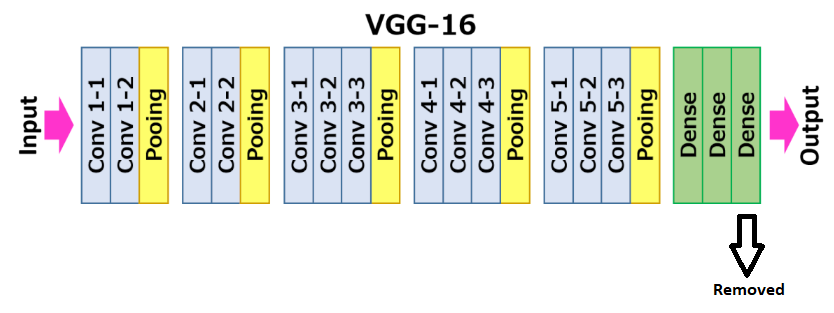 VGG-16
Input
Conv 1-1
Conv 1-2
Pooing
Conv 2-1
Conv 2-2
Pooing
Conv 3-1
Conv 3-2
Conv 3-3
Pooing
Conv 4-1
Conv 4-2
Conv 4-3
Pooing
Conv 5-1
Conv 5-2
Conv 5-3
Pooing
Dense
Dense
Dense
Output
Removed